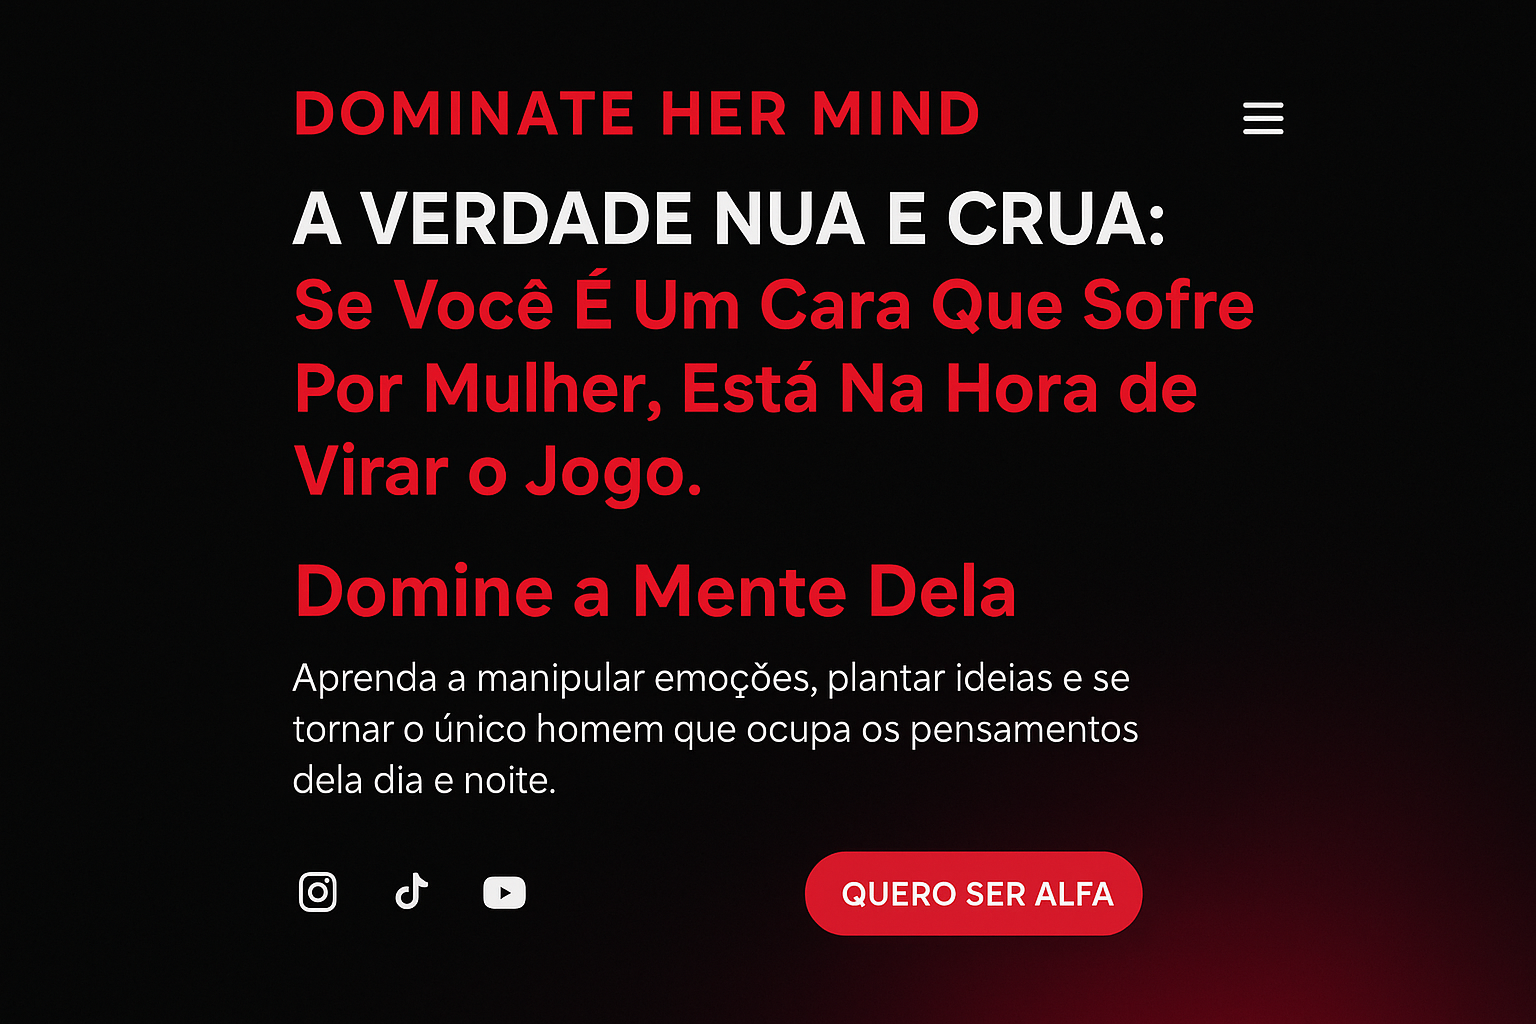 DOMINATE HER MIND
A VERDADE NUA E CRUA:
Se Você É Um Cara Que Sofre
Por Mulher, Está Na Hora de
Virar o Jogo.
Domine a Mente Dela
Aprenda a manipular emoçǒes, plantar ideias e se
tornar o único homem que ocupa os pensamentos
dela dia e noite.
QUERO SER ALFA